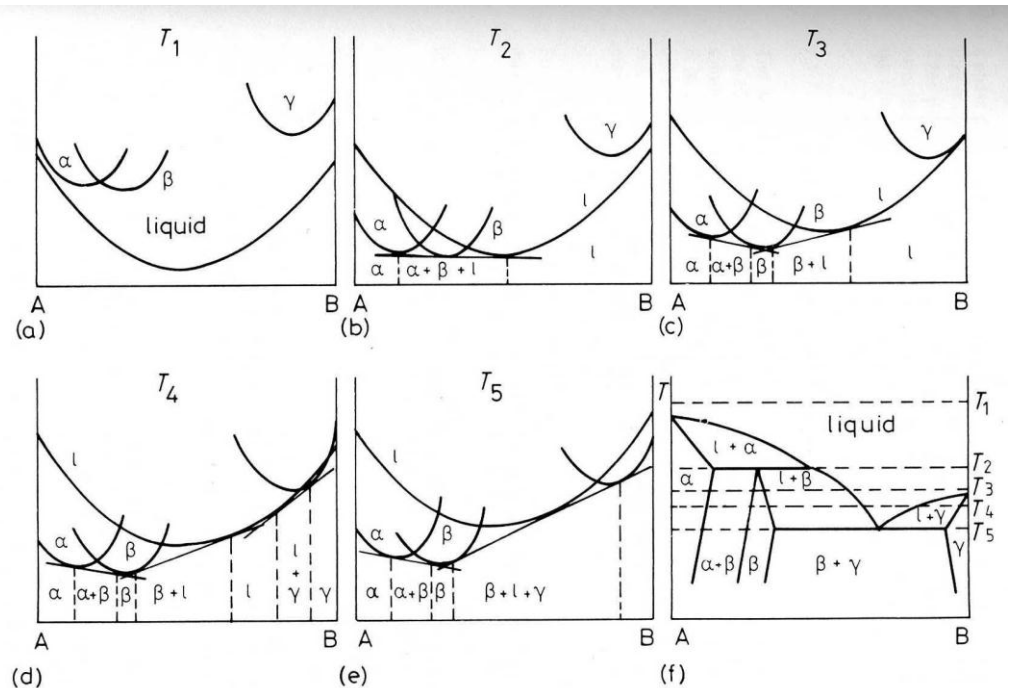 T₁
α
γ
β
liquid
A
B
(a)
T₂
γ
α
β
l
α
α+β+l
l
A
B
(b)
T₃
γ
α
β
α
α+β
β
β+l
l
A
B
(c)
T₄
l
α
β
α
α+β
β
β+l
l
l
+
γ
γ
A
B
(d)
T₅
l
α
β
α
α+β
β
β+l+γ
A
B
(e)
T
T₁
liquid
l+α
T₂
α
l+β
T₃
T₄
l+γ
T₅
α+β
β
β+γ
γ
A
B
(f)